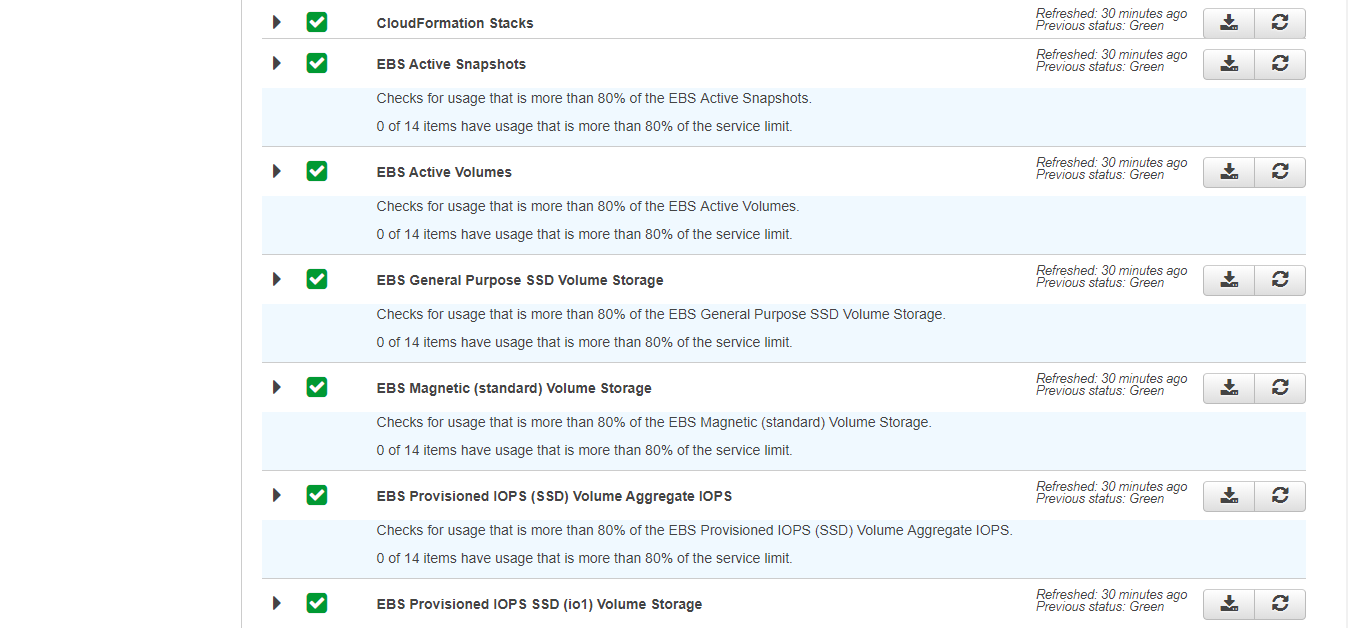 CloudFormation Stacks
Refreshed: 30 minutes ago
Previous status: Green
EBS Active Snapshots
Refreshed: 30 minutes ago
Previous status: Green
Checks for usage that is more than 80% of the EBS Active Snapshots.
0 of 14 items have usage that is more than 80% of the service limit.
EBS Active Volumes
Refreshed: 30 minutes ago
Previous status: Green
Checks for usage that is more than 80% of the EBS Active Volumes.
0 of 14 items have usage that is more than 80% of the service limit.
EBS General Purpose SSD Volume Storage
Refreshed: 30 minutes ago
Previous status: Green
Checks for usage that is more than 80% of the EBS General Purpose SSD Volume Storage.
0 of 14 items have usage that is more than 80% of the service limit.
EBS Magnetic (standard) Volume Storage
Refreshed: 30 minutes ago
Previous status: Green
Checks for usage that is more than 80% of the EBS Magnetic (standard) Volume Storage.
0 of 14 items have usage that is more than 80% of the service limit.
EBS Provisioned IOPS (SSD) Volume Aggregate IOPS
Refreshed: 30 minutes ago
Previous status: Green
Checks for usage that is more than 80% of the EBS Provisioned IOPS (SSD) Volume Aggregate IOPS.
0 of 14 items have usage that is more than 80% of the service limit.
EBS Provisioned IOPS SSD (io1) Volume Storage
Refreshed: 30 minutes ago
Previous status: Green